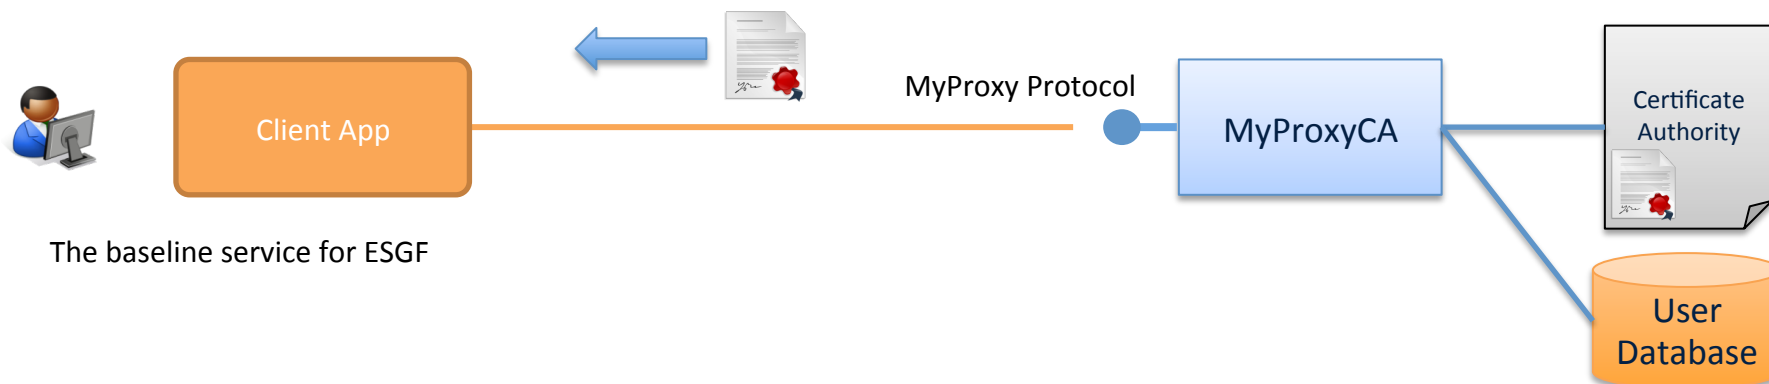 MyProxy Protocol
Client App
MyProxyCA
Certificate
Authority
The baseline service for ESGF
User
Database